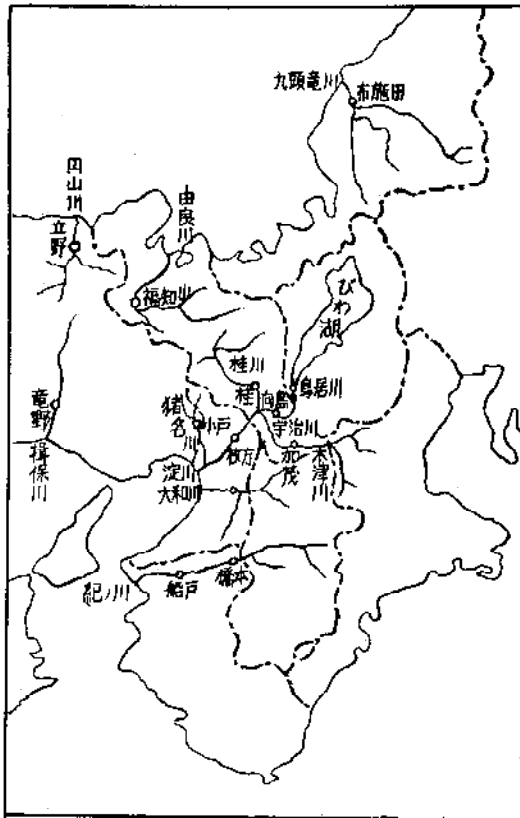 九頭竜川
布施田
円山川
立野
由良川
福知山
びわ湖
桂川
桂
向島
鳥居川
宇治川
猪名川
小戸
枚方
加茂
木津川
竜野
揖保川
淀川
大和川
紀ノ川
船戸
橋本